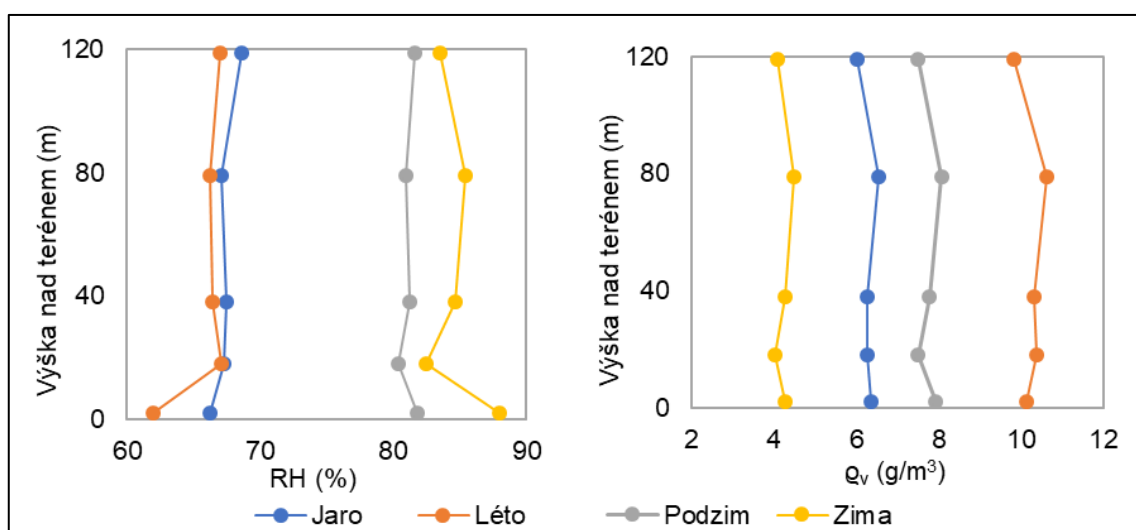 Výška nad terénem (m)
120
80
40
0
60 70 80 90
RH (%)
Výška nad terénem (m)
120
80
40
0
2 4 6 8 10 12
ϱᵥ (g/m³)
Jaro Léto Podzim Zima